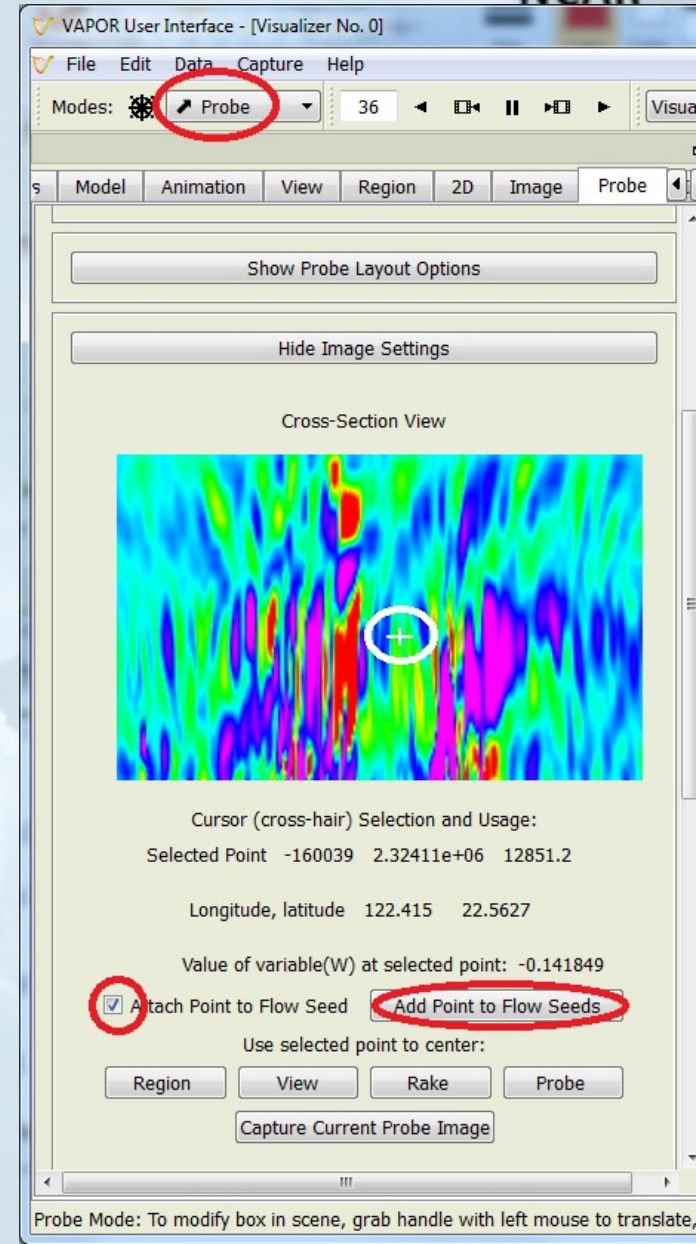 NCAR
VAPOR User Interface - [Visualizer No. 0]
File Edit Data Capture Help
Modes: Probe 36 Visua
s Model Animation View Region 2D Image Probe
Show Probe Layout Options
Hide Image Settings
Cross-Section View
Cursor (cross-hair) Selection and Usage:
Selected Point -160039 2.32411e+06 12851.2
Longitude, latitude 122.415 22.5627
Value of variable(W) at selected point: -0.141849
Attach Point to Flow Seed Add Point to Flow Seeds
Use selected point to center:
Region View Rake Probe
Capture Current Probe Image
Probe Mode: To modify box in scene, grab handle with left mouse to translate,